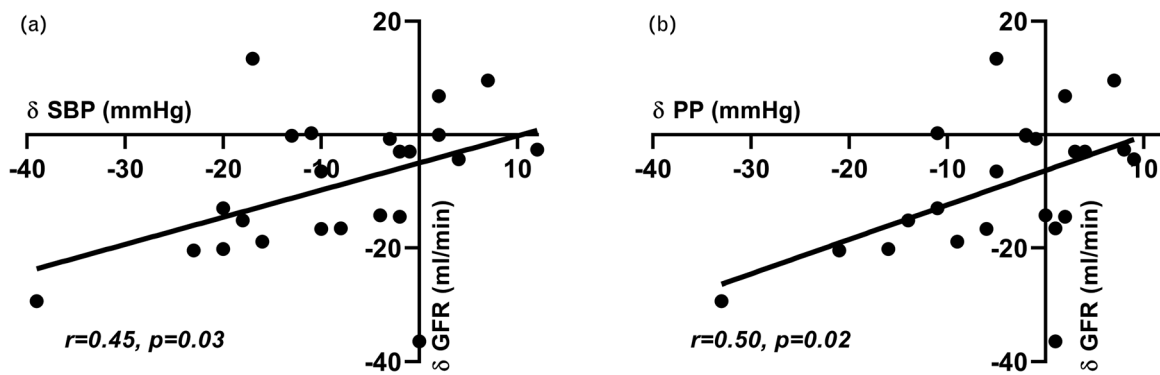 (a)
20
δ SBP (mmHg)
-40 -30 -20 -10 10
-20
-40
δ GFR (ml/min)
r=0.45, p=0.03
(b)
20
δ PP (mmHg)
-40 -30 -20 -10 10
-20
-40
δ GFR (ml/min)
r=0.50, p=0.02